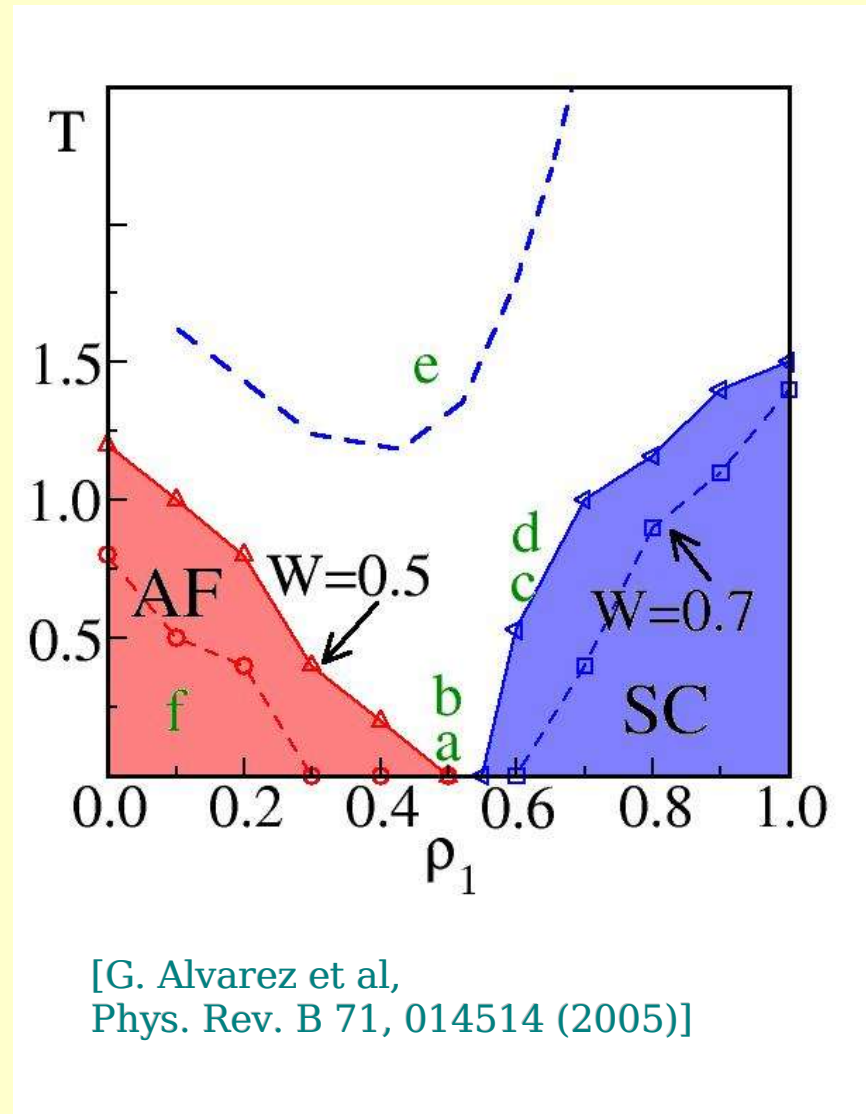 T
e
1.5
1.0
d
c
W=0.5
AF
W=0.7
0.5
f
b
a
SC
0.0 0.2 0.4 0.6 0.8 1.0
ρ1
[G. Alvarez et al,
Phys. Rev. B 71, 014514 (2005)]